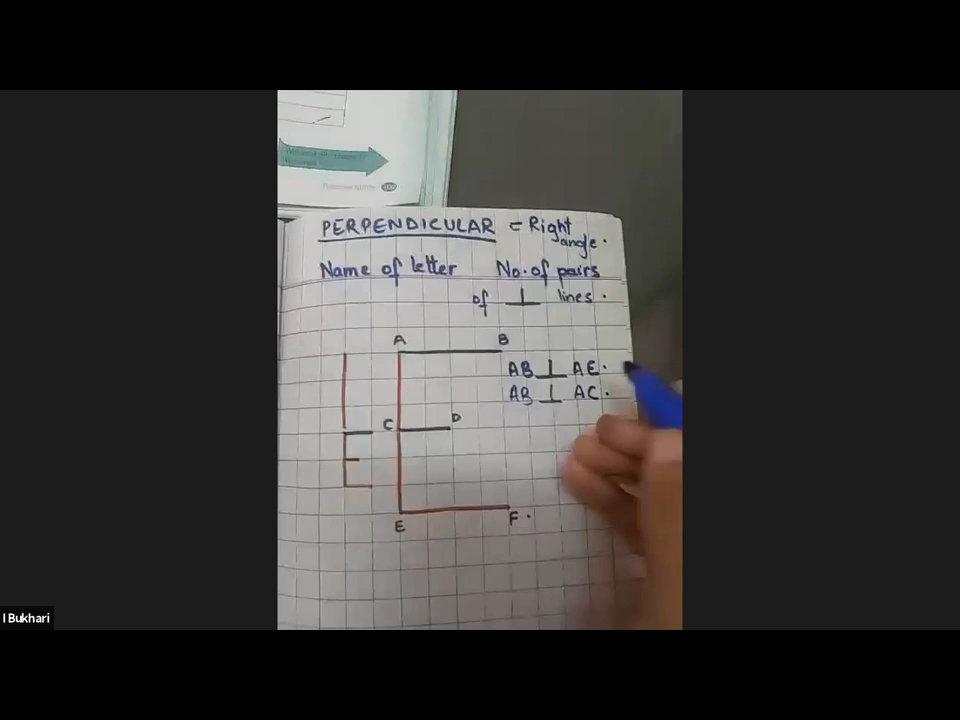 PERPENDICULAR = Right angle.
Name of letter No. of pairs
of ⊥ lines.
A B
AB ⊥ AE.
AB ⊥ AC.
C D
E F.
I Bukhari